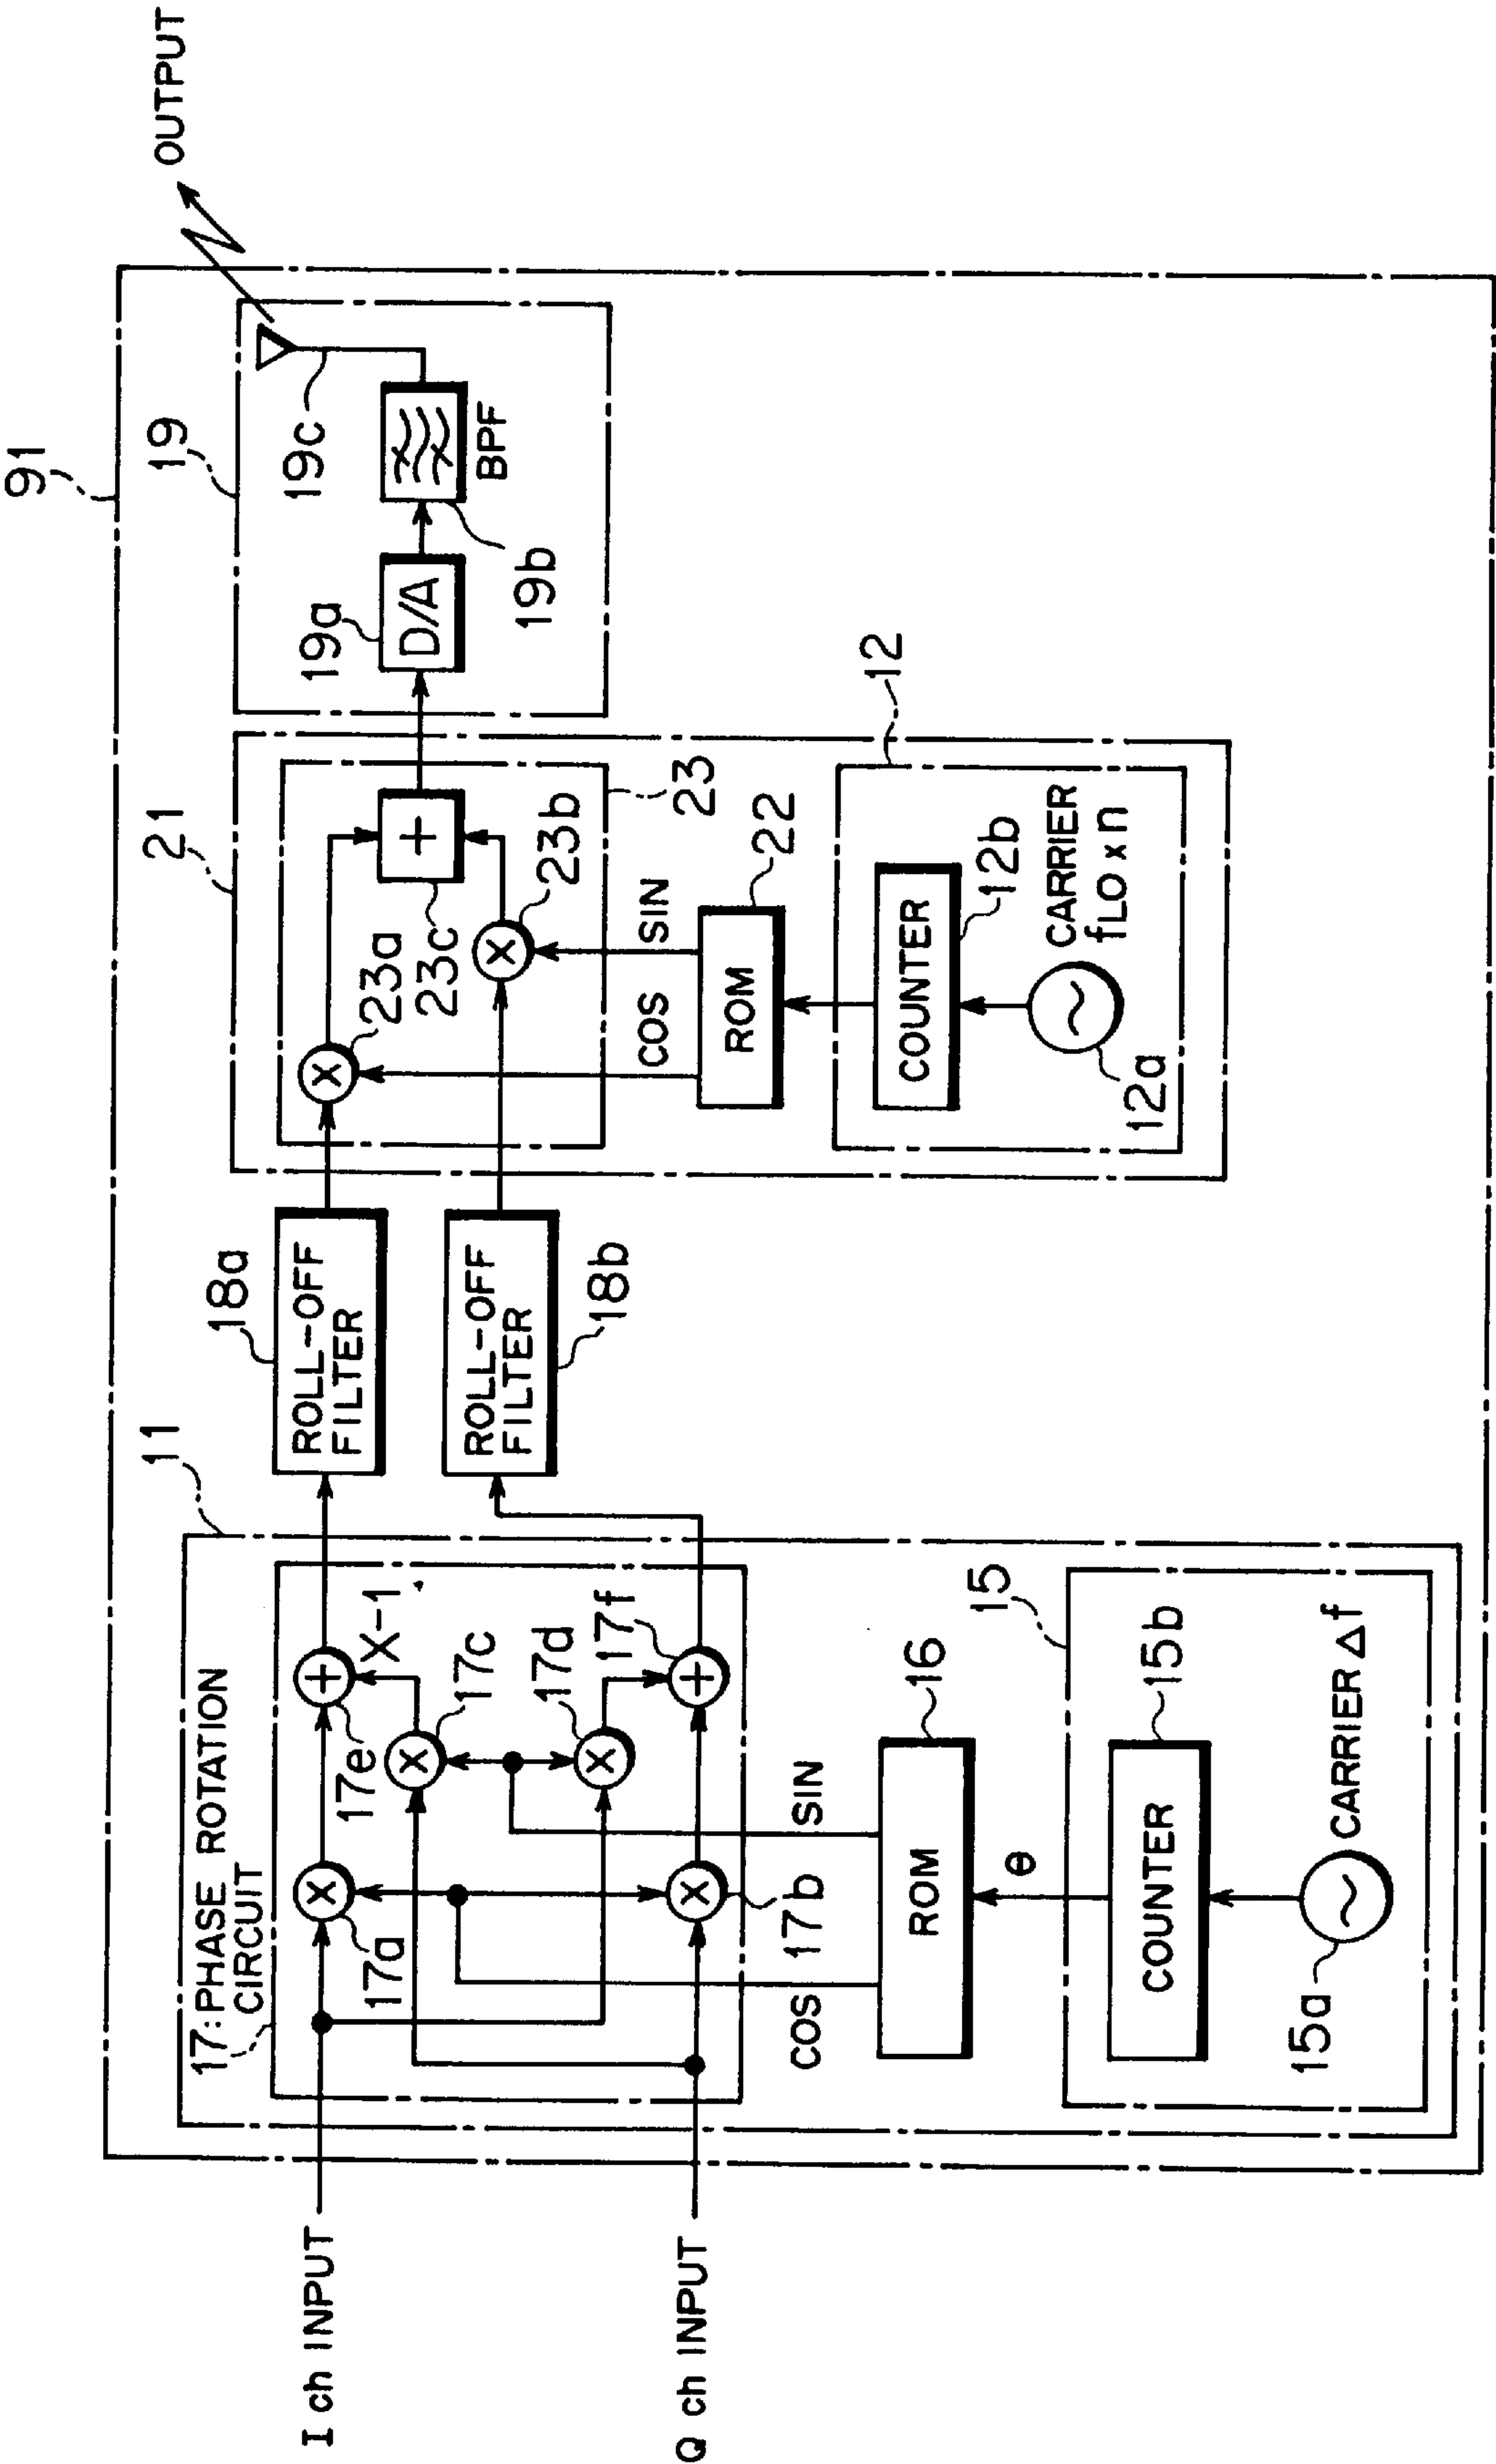 91
OUTPUT
19
19c
19a
D/A
BPF
19b
21
23a
23c
+
23b
23
COS
SIN
22
ROM
12
COUNTER
12b
CARRIER
fLO × n
12a
18a
ROLL-OFF
FILTER
ROLL-OFF
FILTER
18b
11
17:PHASE ROTATION
CIRCUIT
17a
17e
X-1
17c
17d
17f
17b
COS
SIN
16
ROM
θ
15
COUNTER
15b
15a
CARRIER Δf
I ch INPUT
Q ch INPUT